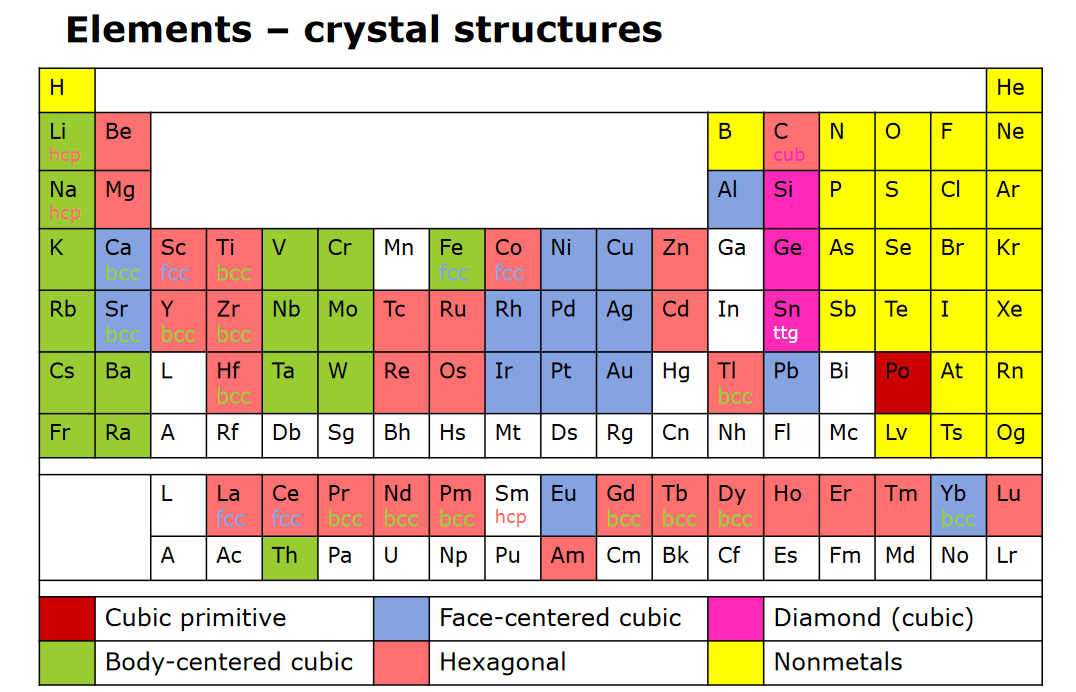 Elements – crystal structures
H He
Li Be B C N O F Ne
hcp cub
Na Mg Al Si P S Cl Ar
hcp
K Ca Sc Ti V Cr Mn Fe Co Ni Cu Zn Ga Ge As Se Br Kr
bcc fcc bcc fcc fcc
Rb Sr Y Zr Nb Mo Tc Ru Rh Pd Ag Cd In Sn Sb Te I Xe
bcc bcc bcc ttg
Cs Ba L Hf Ta W Re Os Ir Pt Au Hg Tl Pb Bi Po At Rn
bcc bcc
Fr Ra A Rf Db Sg Bh Hs Mt Ds Rg Cn Nh Fl Mc Lv Ts Og
L La Ce Pr Nd Pm Sm Eu Gd Tb Dy Ho Er Tm Yb Lu
fcc fcc bcc bcc bcc hcp bcc bcc bcc bcc
A Ac Th Pa U Np Pu Am Cm Bk Cf Es Fm Md No Lr
Cubic primitive Face-centered cubic Diamond (cubic)
Body-centered cubic Hexagonal Nonmetals